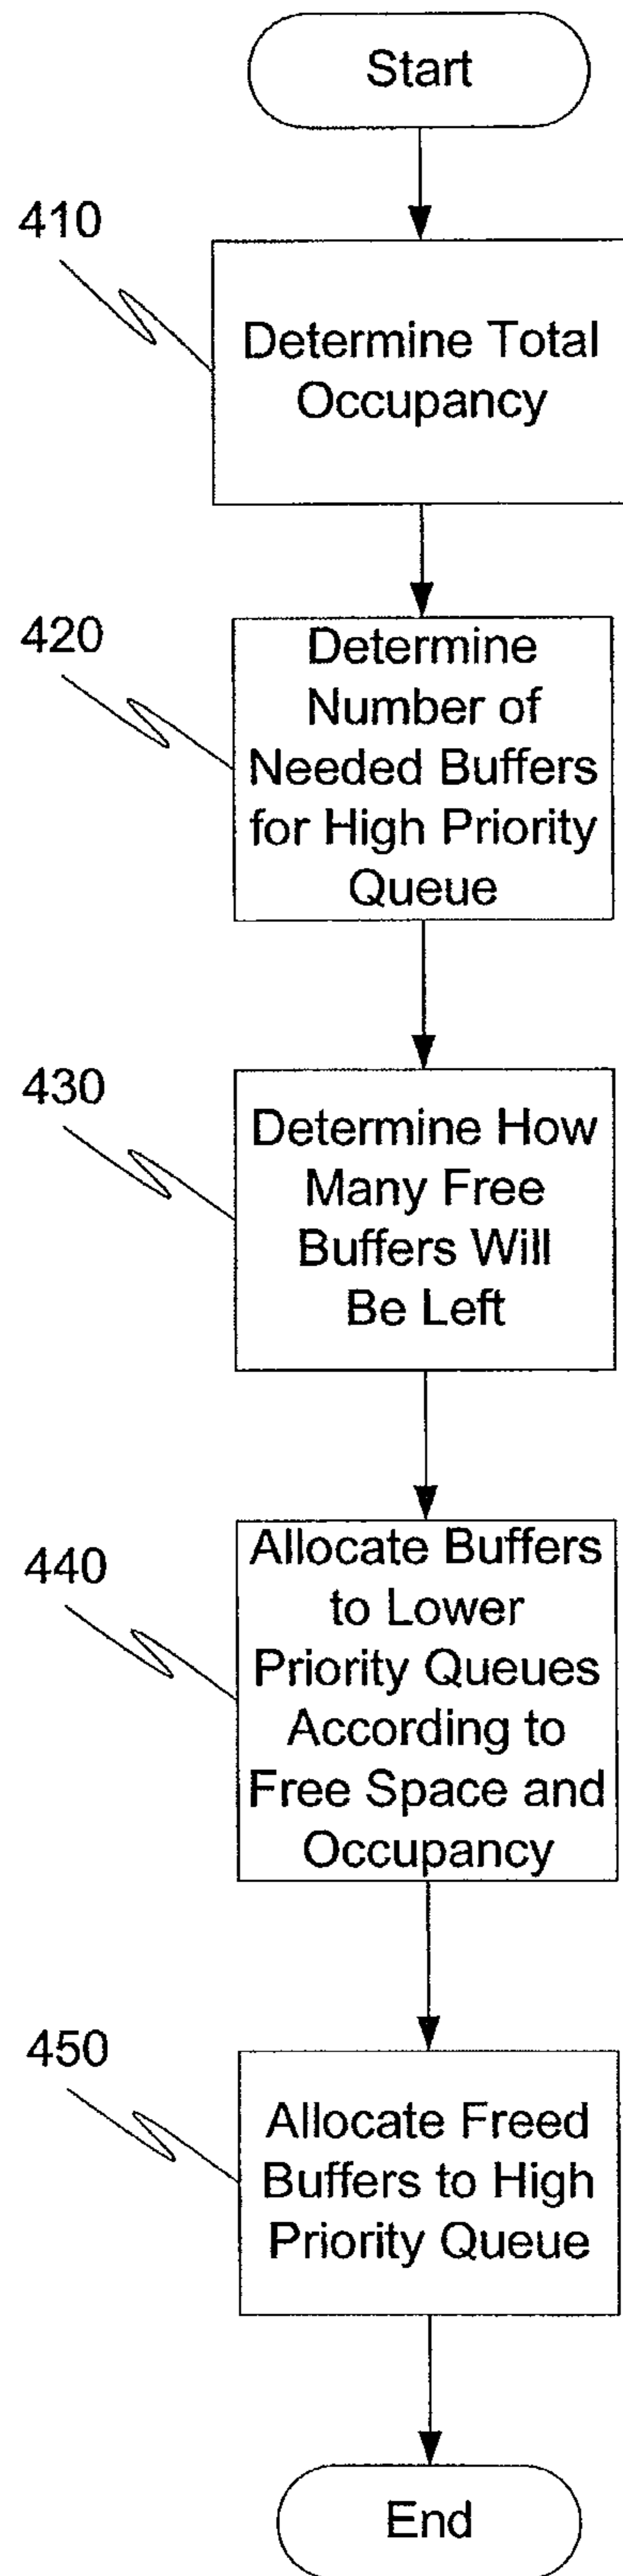 Start
410
Determine Total
Occupancy
420
Determine
Number of
Needed Buffers
for High Priority
Queue
430
Determine How
Many Free
Buffers Will
Be Left
440
Allocate Buffers
to Lower
Priority Queues
According to
Free Space and
Occupancy
450
Allocate Freed
Buffers to High
Priority Queue
End